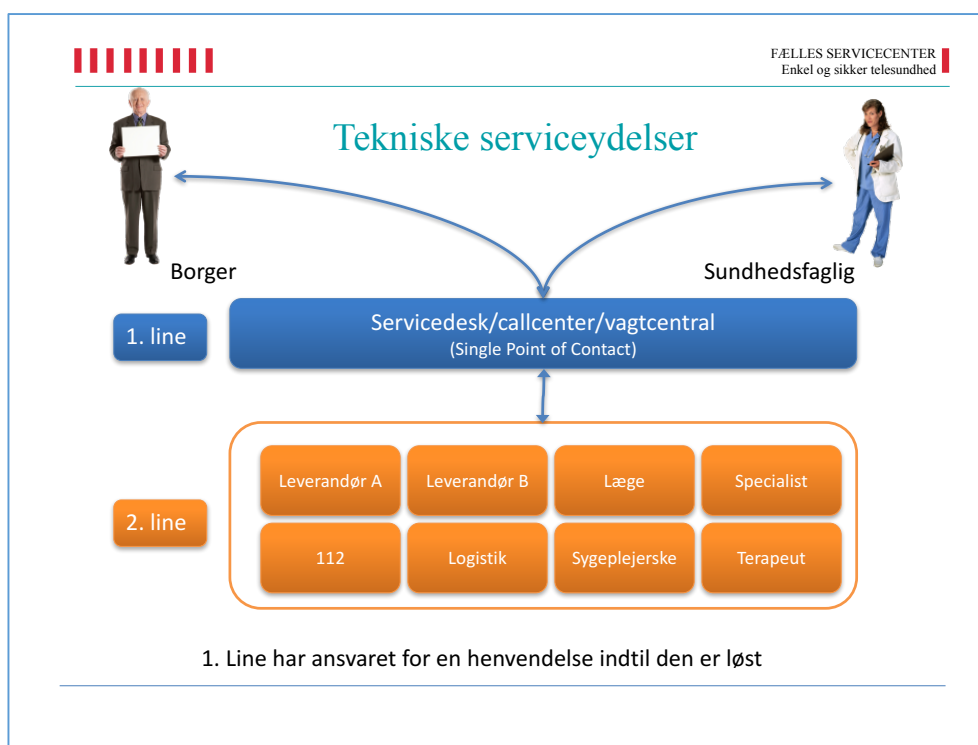 FÆLLES SERVICECENTER
Enkel og sikker telesundhed
Tekniske serviceydelser
Borger
Sundhedsfaglig
1. line
Servicedesk/callcenter/vagtcentral
(Single Point of Contact)
2. line
Leverandør A
Leverandør B
Læge
Specialist
112
Logistik
Sygeplejerske
Terapeut
1. Line har ansvaret for en henvendelse indtil den er løst